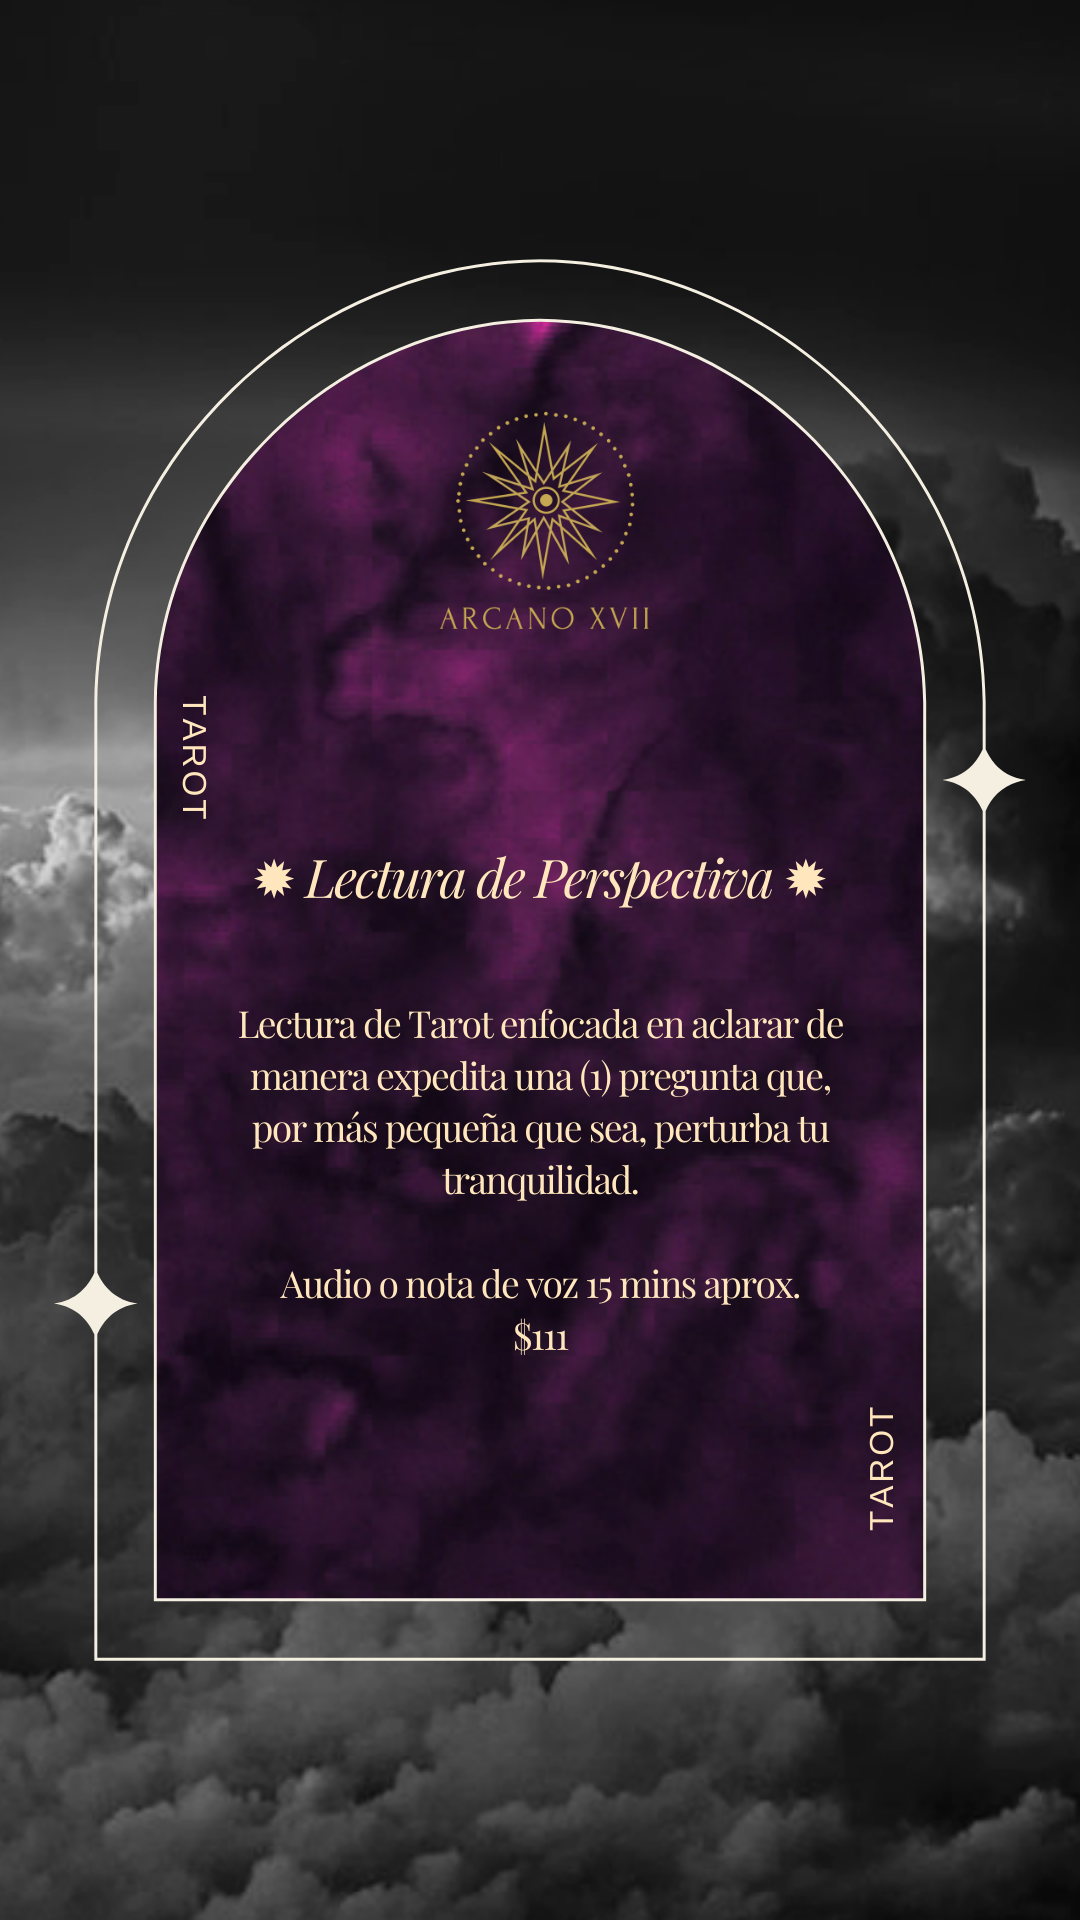 ARCANO XVII
TAROT
✹ Lectura de Perspectiva ✹
Lectura de Tarot enfocada en aclarar de
manera expedita una (1) pregunta que,
por más pequeña que sea, perturba tu
tranquilidad.
Audio o nota de voz 15 mins aprox.
$111
TAROT